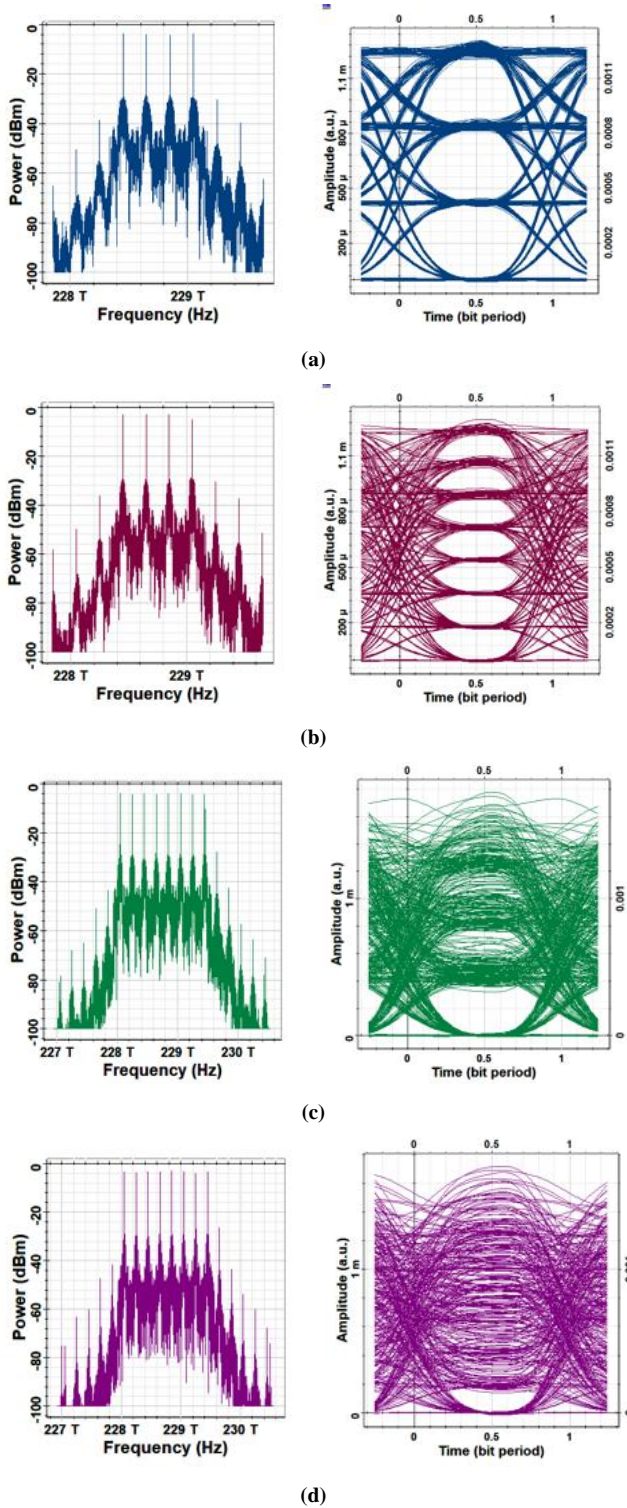 0
-20
-40
-60
-80
-100
Power (dBm)
228 T 229 T
Frequency (Hz)
0 0.5 1
1.1 m
800 µ
500 µ
200 µ
Amplitude (a.u.)
0.0011
0.0008
0.0005
0.0002
0 0.5 1
Time (bit period)
(a)
0
-20
-40
-60
-80
-100
Power (dBm)
228 T 229 T
Frequency (Hz)
0 0.5 1
1.1 m
800 µ
500 µ
200 µ
Amplitude (a.u.)
0.0011
0.0008
0.0005
0.0002
0 0.5 1
Time (bit period)
(b)
0
-20
-40
-60
-80
-100
Power (dBm)
227 T 228 T 229 T 230 T
Frequency (Hz)
0 0.5 1
1 m
0
Amplitude (a.u.)
0.001
0
0 0.5 1
Time (bit period)
(c)
0
-20
-40
-60
-80
-100
Power (dBm)
227 T 228 T 229 T 230 T
Frequency (Hz)
0 0.5 1
1 m
0
Amplitude (a.u.)
0 0.5 1
Time (bit period)
(d)